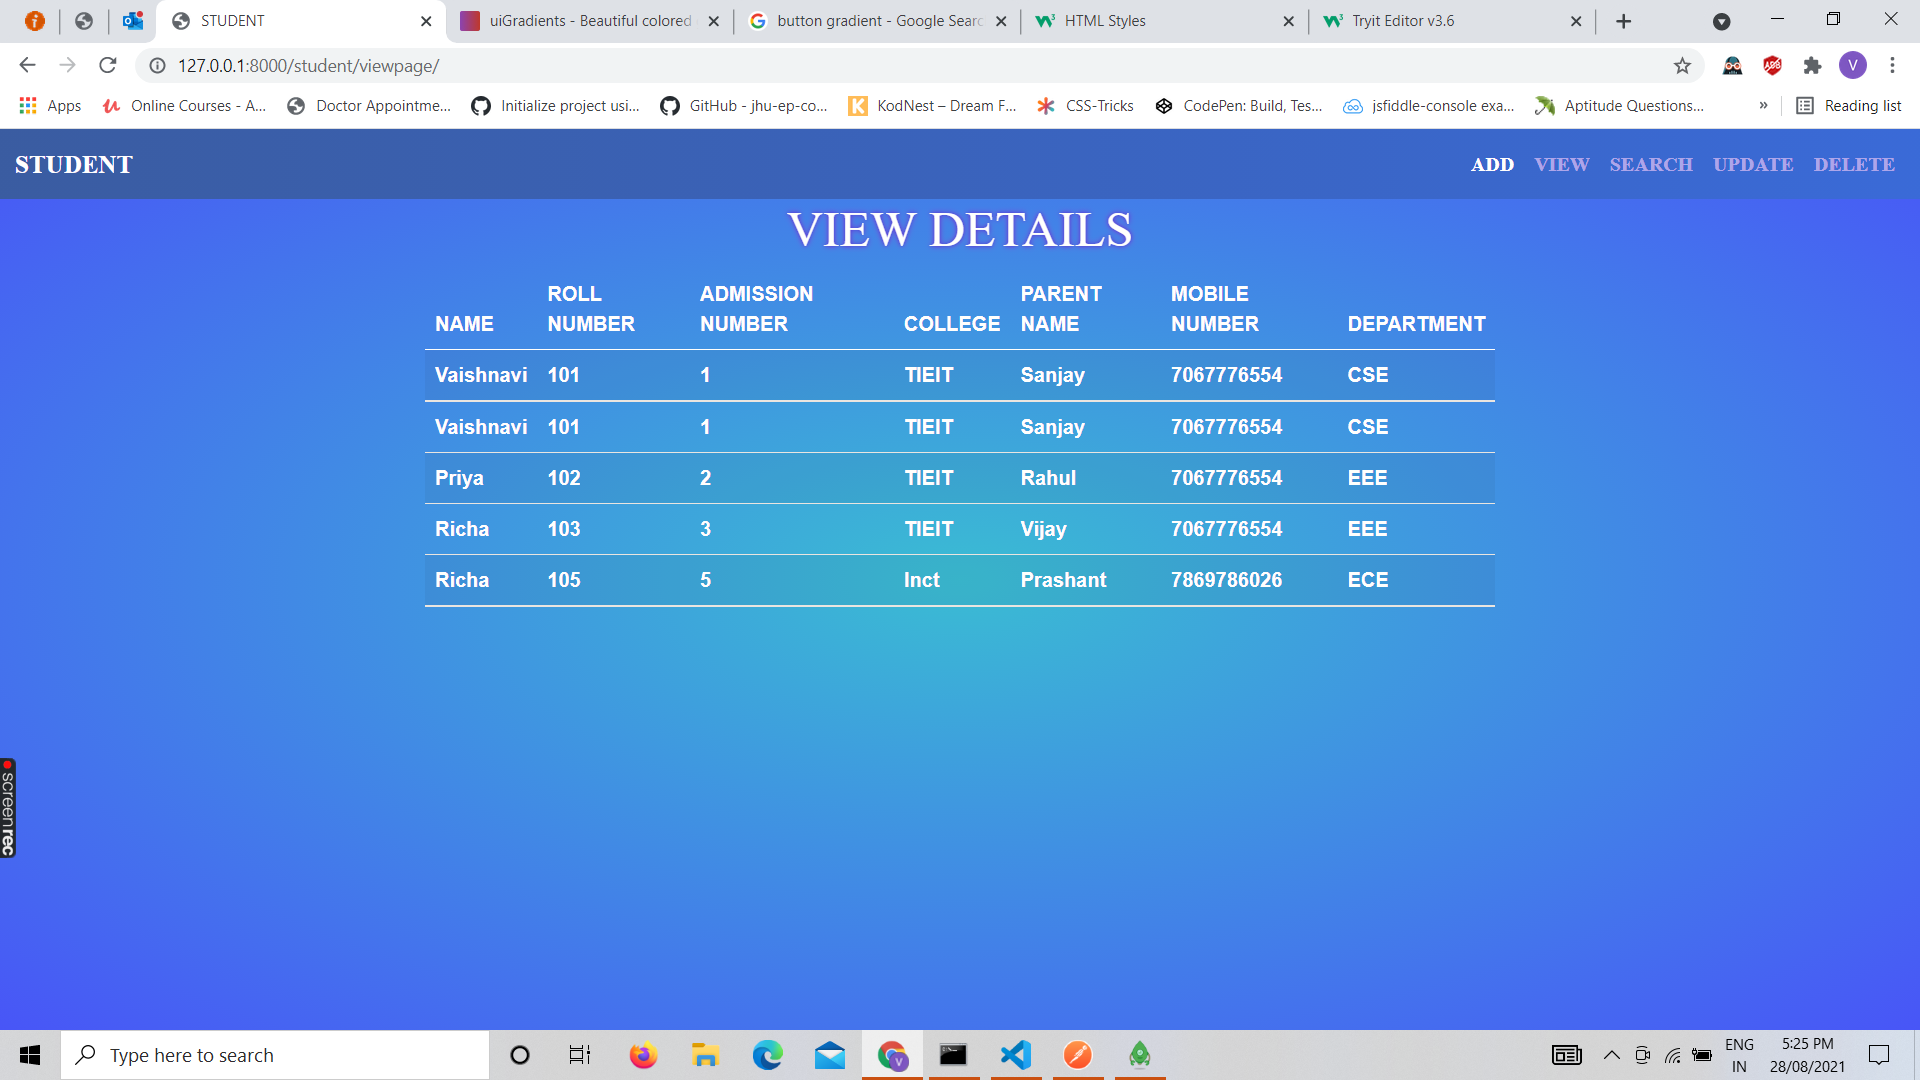 STUDENT
uiGradients - Beautiful colored
button gradient - Google Searc
HTML Styles
Tryit Editor v3.6
127.0.0.1:8000/student/viewpage/
V
Apps
Online Courses - A...
Doctor Appointme...
Initialize project usi...
GitHub - jhu-ep-co...
KodNest – Dream F...
CSS-Tricks
CodePen: Build, Tes...
jsfiddle-console exa...
Aptitude Questions...
»
Reading list
STUDENT
ADD VIEW SEARCH UPDATE DELETE
VIEW DETAILS
NAME ROLL NUMBER ADMISSION NUMBER COLLEGE PARENT NAME MOBILE NUMBER DEPARTMENT
Vaishnavi 101 1 TIEIT Sanjay 7067776554 CSE
Vaishnavi 101 1 TIEIT Sanjay 7067776554 CSE
Priya 102 2 TIEIT Rahul 7067776554 EEE
Richa 103 3 TIEIT Vijay 7067776554 EEE
Richa 105 5 Inct Prashant 7869786026 ECE
screenrec
Type here to search
ENG
IN
5:25 PM
28/08/2021